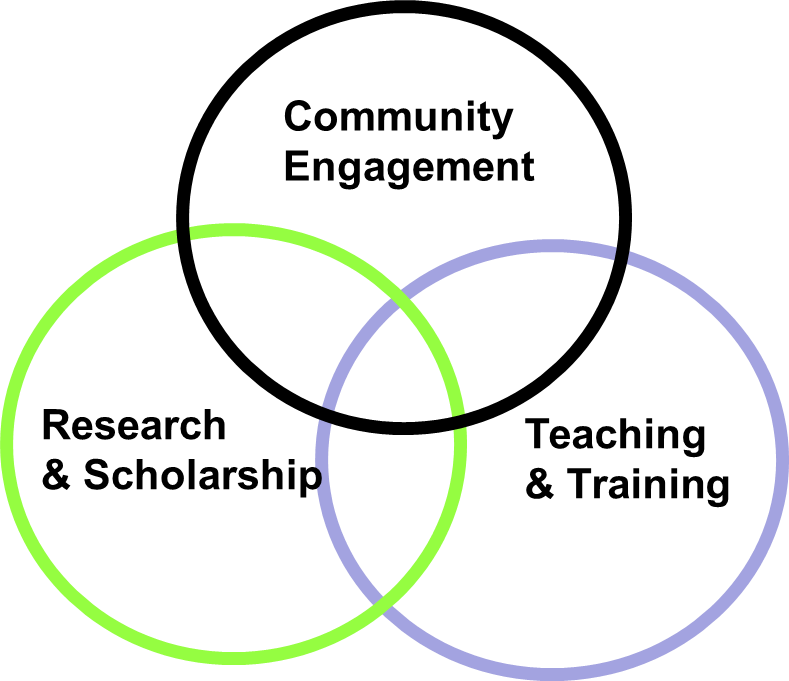 Community
Engagement
Research
& Scholarship
Teaching
& Training